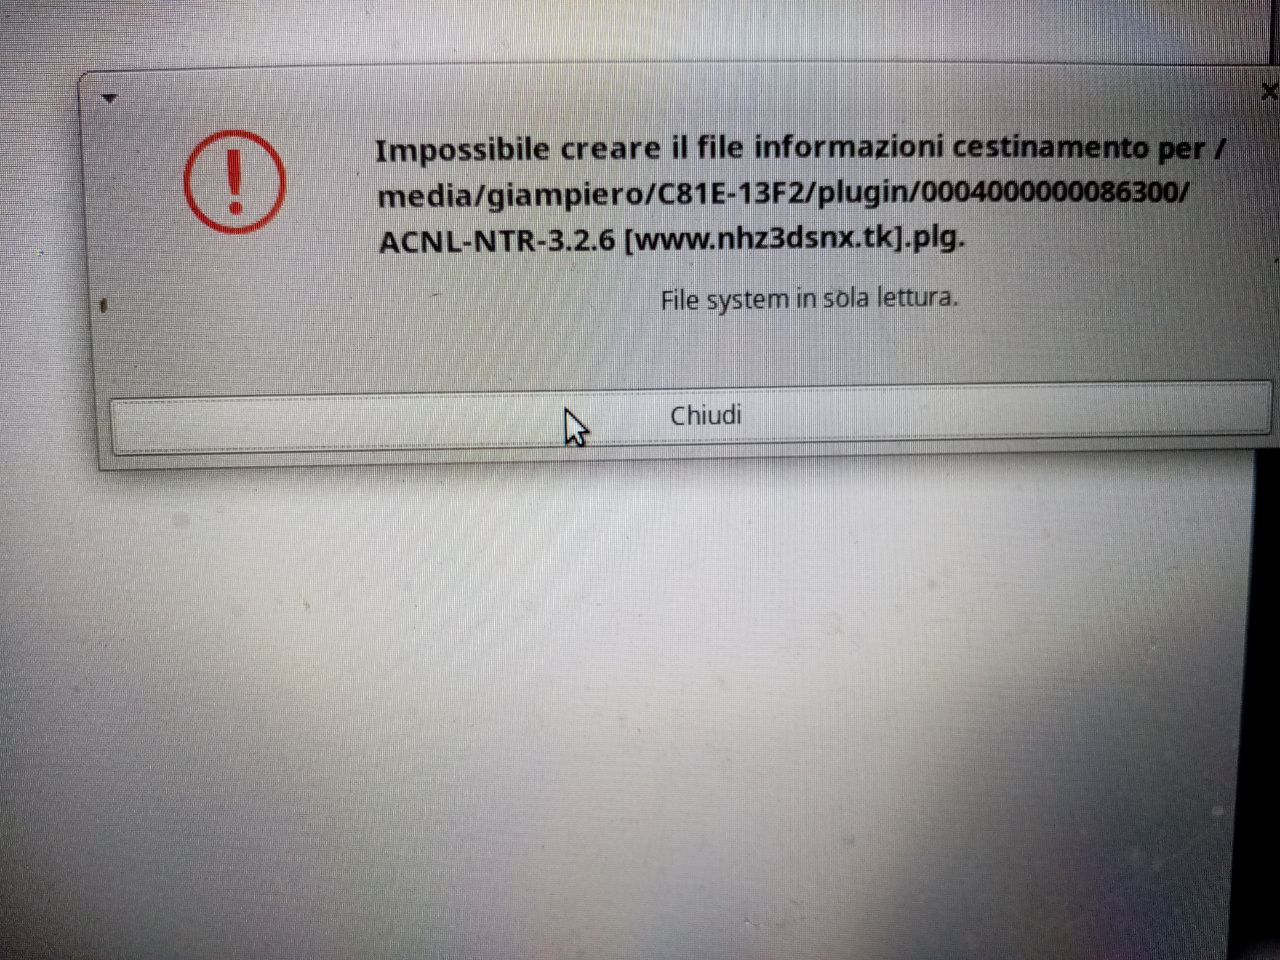 Impossibile creare il file informazioni cestinamento per /
media/giampiero/C81E-13F2/plugin/0004000000086300/
ACNL-NTR-3.2.6 [www.nhz3dsnx.tk].plg.
File system in sola lettura.
Chiudi